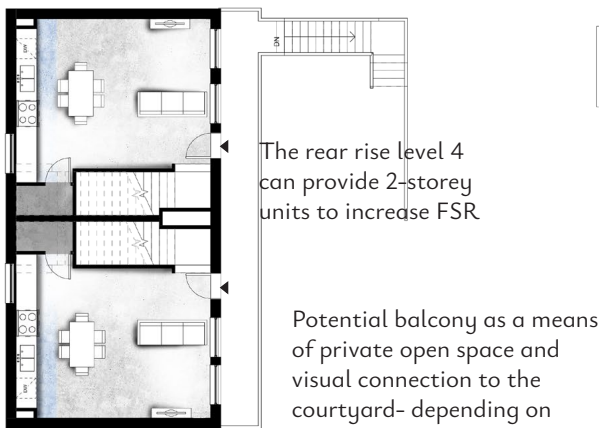 DN
The rear rise level 4
can provide 2-storey
units to increase FSR
Potential balcony as a means
of private open space and
visual connection to the
courtyard- depending on